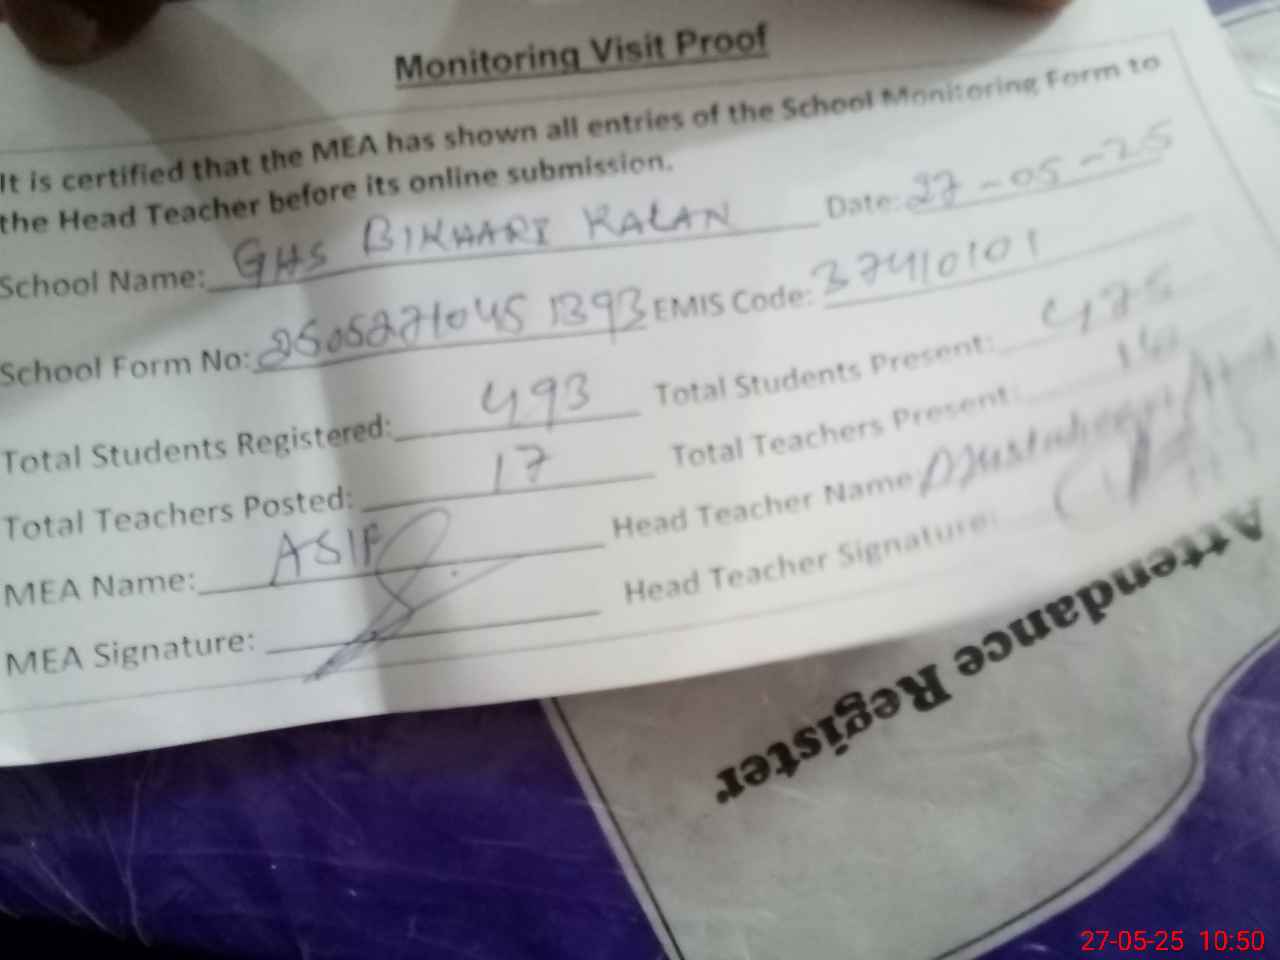 Monitoring Visit Proof
It is certified that the MEA has shown all entries of the School Monitoring Form to
the Head Teacher before its online submission.
School Name: GHS BIKHARI KALAN Date: 27-05-25
School Form No: 2505271045 1393 EMIS Code: 37410101
Total Students Registered: 493 Total Students Present: 475
Total Teachers Posted: 17 Total Teachers Present:
MEA Name: ASIF Head Teacher Name:
MEA Signature: Head Teacher Signature:
Attendance Register
27-05-25 10:50